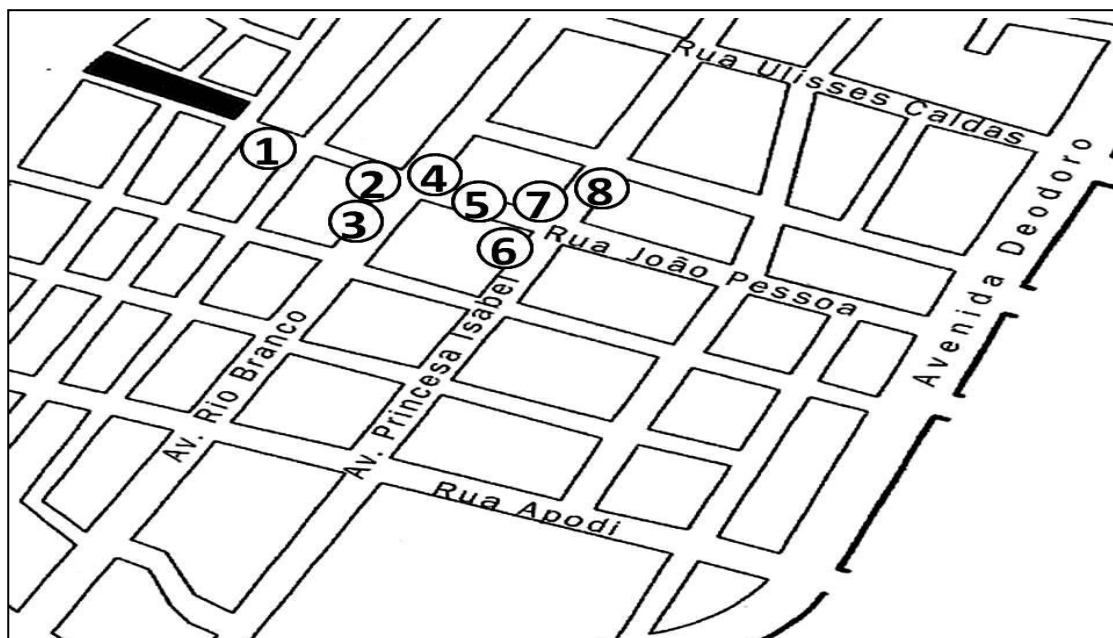 Rua Ulisses Caldas
Avenida Deodoro
1
2
4
5
7
8
3
6
Rua João Pessoa
Av. Rio Branco
Av. Princesa Isabel
Rua Apodi